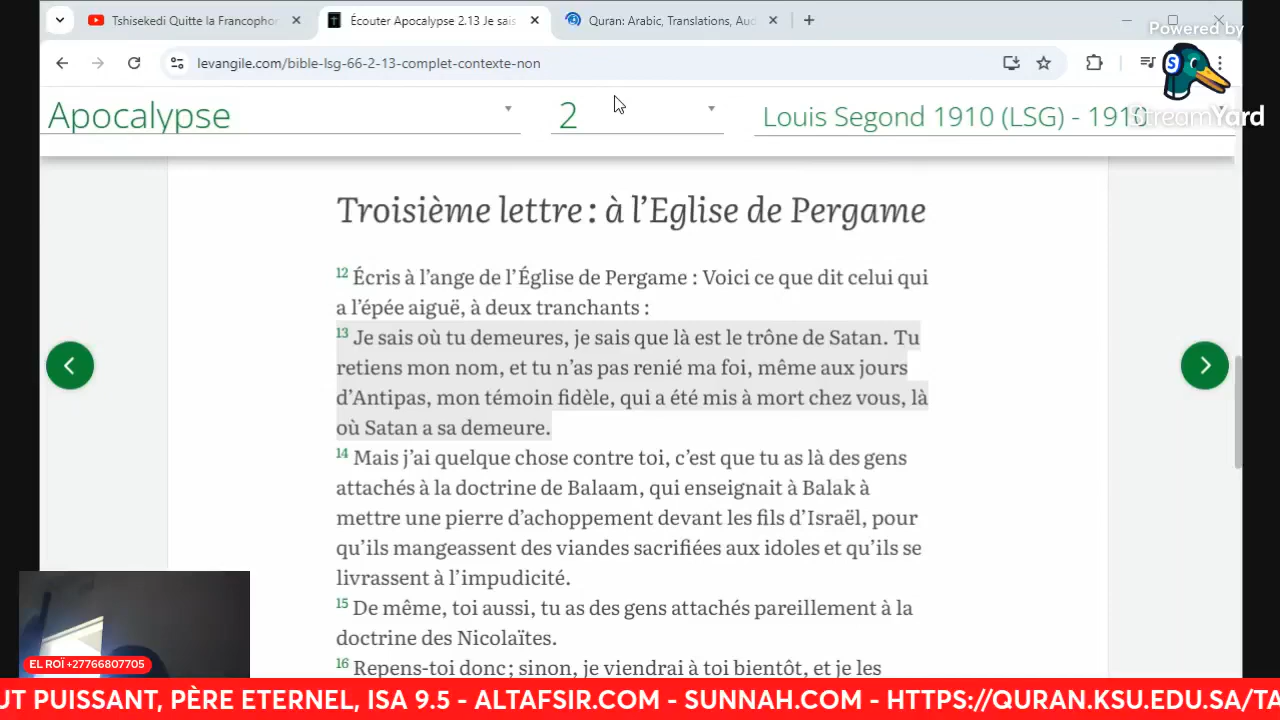 Tshisekedi Quitte la Francophon
Écouter Apocalypse 2.13 Je sais
Quran: Arabic, Translations, Aud
Powered by
levangile.com/bible-lsg-66-2-13-complet-contexte-non
S
StreamYard
Apocalypse
2
Louis Segond 1910 (LSG) - 1910
Troisième lettre : à l’Eglise de Pergame
12 Écris à l’ange de l’Église de Pergame : Voici ce que dit celui qui
a l’épée aiguë, à deux tranchants :
13 Je sais où tu demeures, je sais que là est le trône de Satan. Tu
retiens mon nom, et tu n’as pas renié ma foi, même aux jours
d’Antipas, mon témoin fidèle, qui a été mis à mort chez vous, là
où Satan a sa demeure.
14 Mais j’ai quelque chose contre toi, c’est que tu as là des gens
attachés à la doctrine de Balaam, qui enseignait à Balak à
mettre une pierre d’achoppement devant les fils d’Israël, pour
qu’ils mangeassent des viandes sacrifiées aux idoles et qu’ils se
livrassent à l’impudicité.
15 De même, toi aussi, tu as des gens attachés pareillement à la
doctrine des Nicolaïtes.
16 Repens-toi donc ; sinon, je viendrai à toi bientôt, et je les
EL ROÏ +27766807705
UT PUISSANT, PÈRE ETERNEL, ISA 9.5 - ALTAFSIR.COM - SUNNAH.COM - HTTPS://QURAN.KSU.EDU.SA/TA